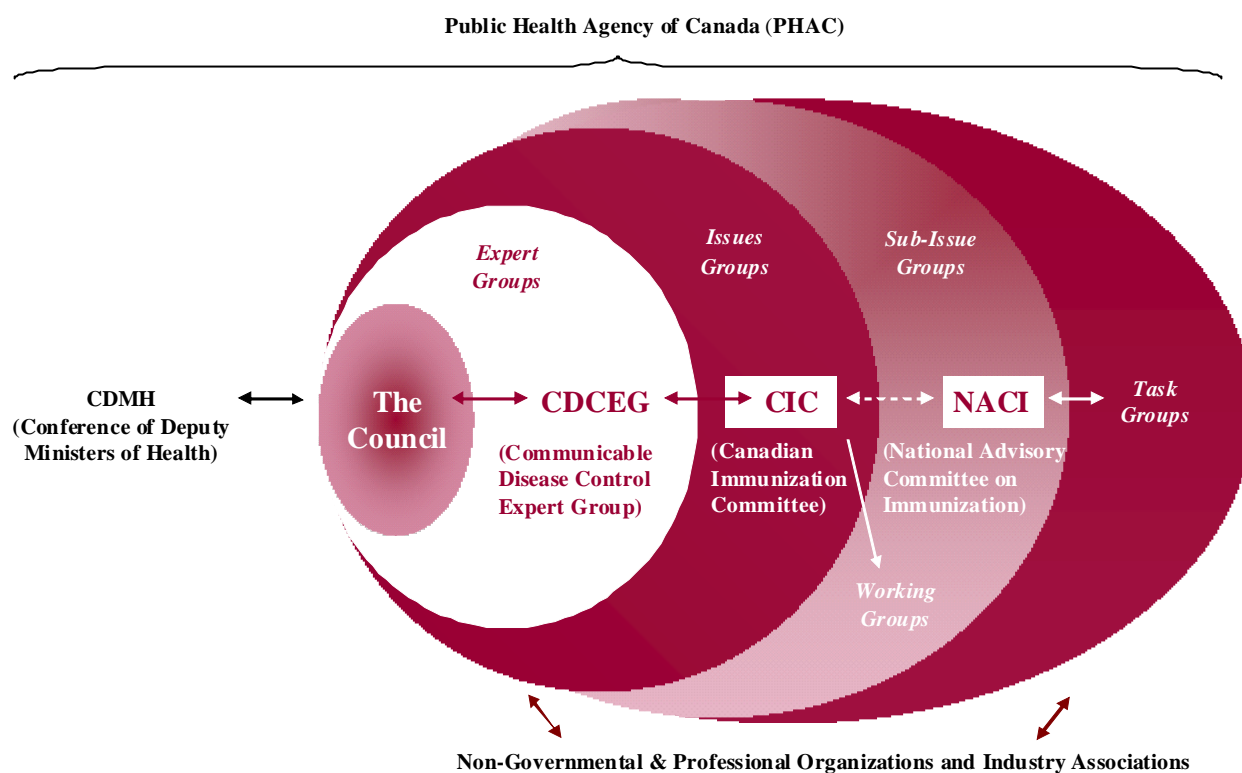 Public Health Agency of Canada (PHAC)
Expert
Groups
Issues
Groups
Sub-Issue
Groups
CDMH
(Conference of Deputy
Ministers of Health)
The
Council
CDCEG
(Communicable
Disease Control
Expert Group)
CIC
(Canadian
Immunization
Committee)
NACI
(National Advisory
Committee on
Immunization)
Task
Groups
Working
Groups
Non-Governmental & Professional Organizations and Industry Associations